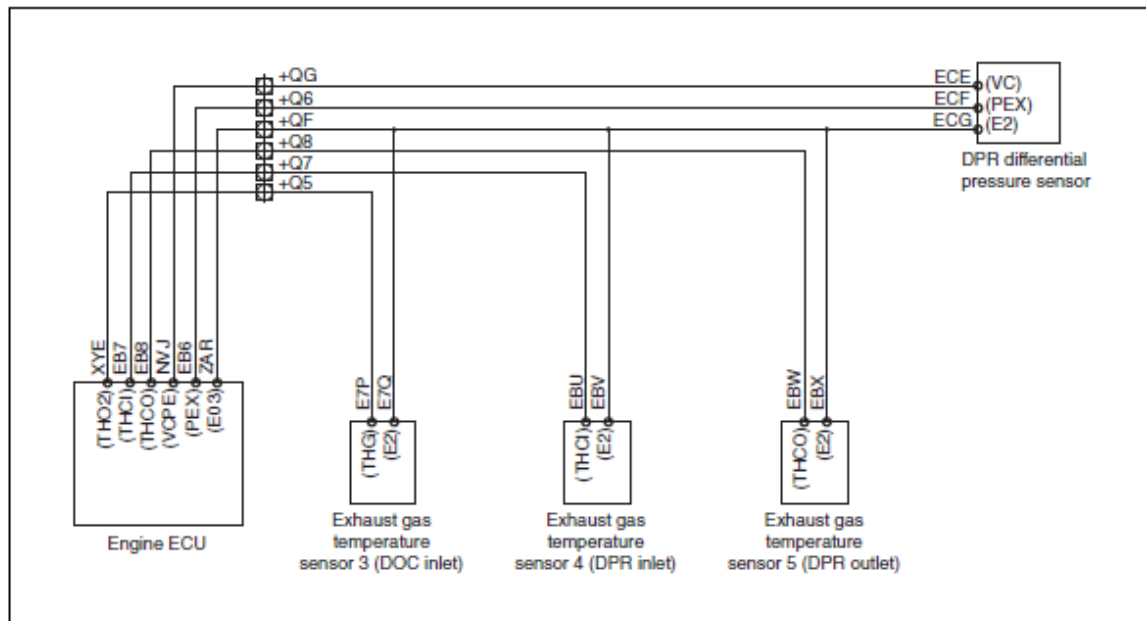 +QG
+Q6
+QF
+Q8
+Q7
+Q5
ECE
ECF
ECG
(VC)
(PEX)
(E2)
DPR differential
pressure sensor
XYE
EB7
EB8
NVJ
EB6
ZAR
(THO2)
(THCI)
(THCO)
(VCPE)
(PEX)
(E03)
Engine ECU
E7P
E7Q
(THG)
(E2)
Exhaust gas
temperature
sensor 3 (DOC inlet)
EBU
EBV
(THCI)
(E2)
Exhaust gas
temperature
sensor 4 (DPR inlet)
EBW
EBX
(THCO)
(E2)
Exhaust gas
temperature
sensor 5 (DPR outlet)